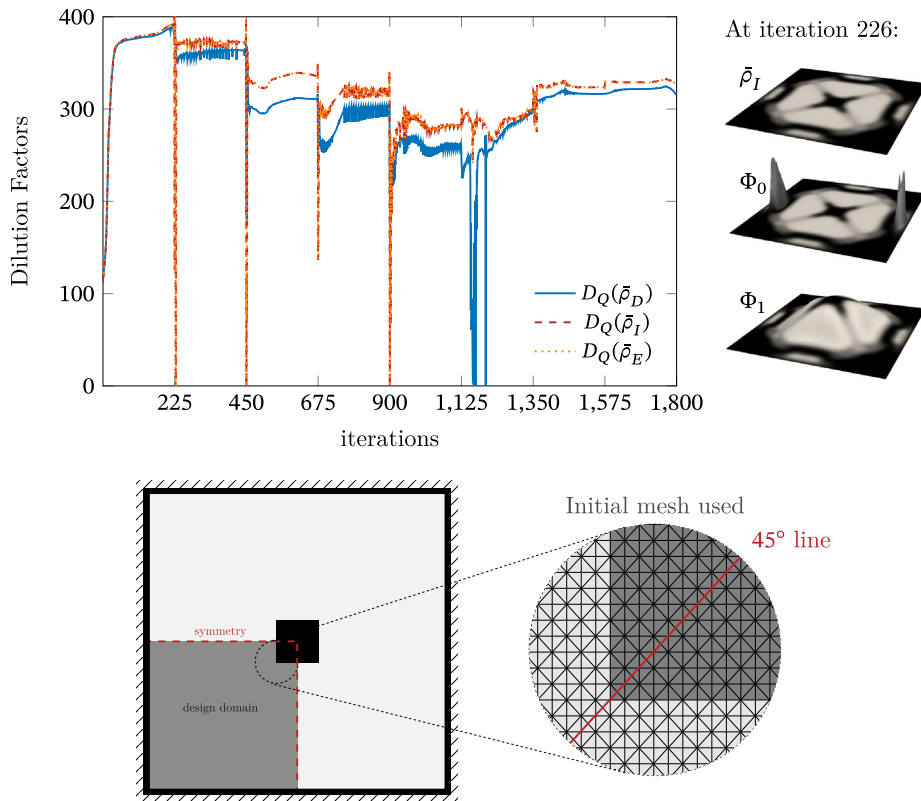 At iteration 226:
400
300
200
100
0
Dilution Factors
225
450
675
900
1,125
1,350
1,575
1,800
iterations
D_Q(ρ̄_D)
D_Q(ρ̄_I)
D_Q(ρ̄_E)
ρ̄_I
Φ_0
Φ_1
Initial mesh used
45° line
symmetry
design domain